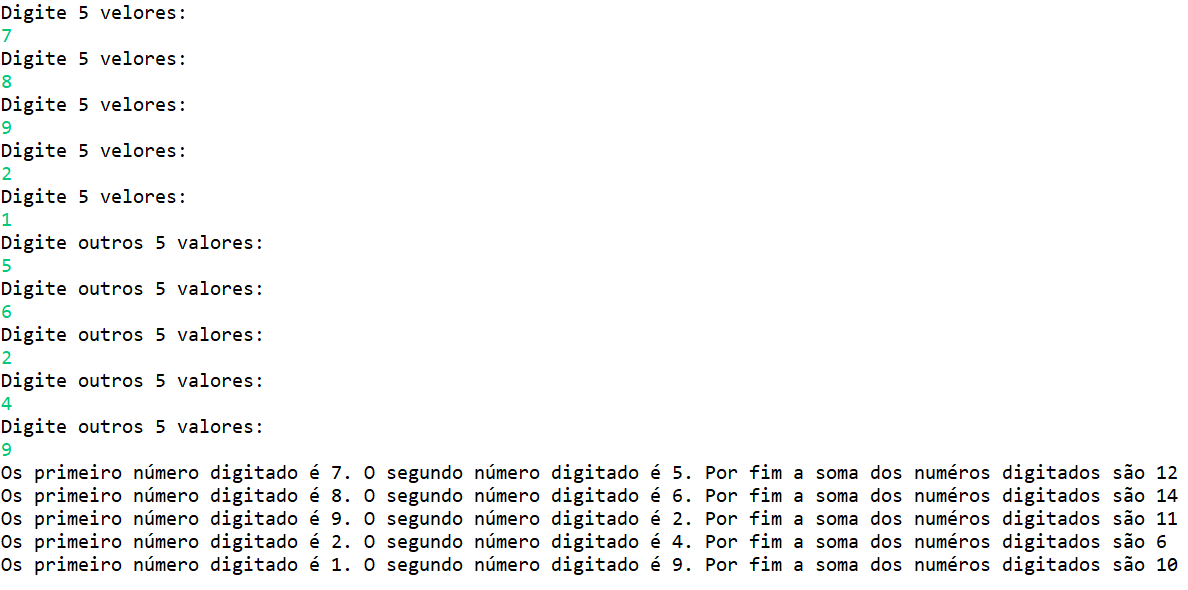 Digite 5 velores:
7
Digite 5 velores:
8
Digite 5 velores:
9
Digite 5 velores:
2
Digite 5 velores:
1
Digite outros 5 valores:
5
Digite outros 5 valores:
6
Digite outros 5 valores:
2
Digite outros 5 valores:
4
Digite outros 5 valores:
9
Os primeiro número digitado é 7. O segundo número digitado é 5. Por fim a soma dos numéros digitados são 12
Os primeiro número digitado é 8. O segundo número digitado é 6. Por fim a soma dos numéros digitados são 14
Os primeiro número digitado é 9. O segundo número digitado é 2. Por fim a soma dos numéros digitados são 11
Os primeiro número digitado é 2. O segundo número digitado é 4. Por fim a soma dos numéros digitados são 6
Os primeiro número digitado é 1. O segundo número digitado é 9. Por fim a soma dos numéros digitados são 10